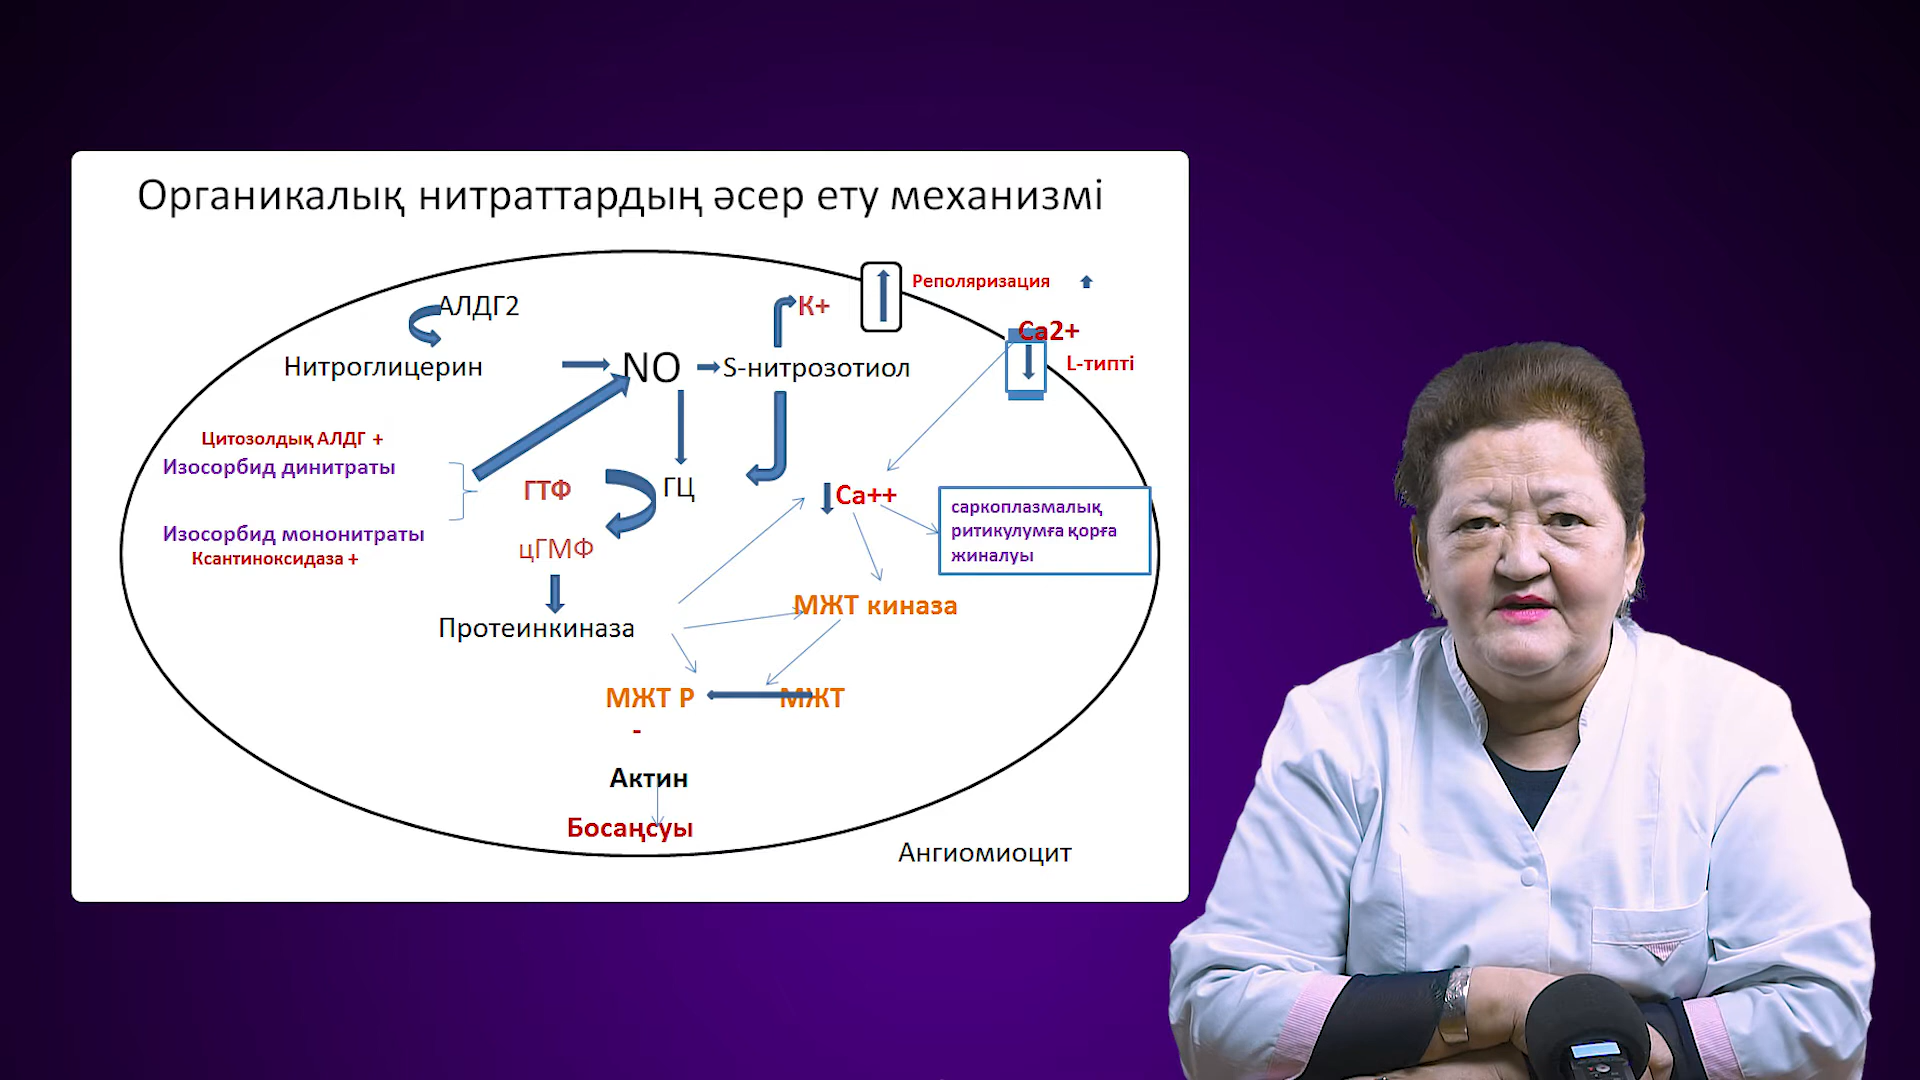 Органикалық нитраттардың әсер ету механизмі
АЛДГ2
К+
Реполяризация
Са2+
L-типті
Нитроглицерин
NO
S-нитрозотиол
Цитозолдық АЛДГ +
Изосорбид динитраты
ГТФ
ГЦ
Са++
саркоплазмалық
ритикулумға қорға
жиналуы
Изосорбид мононитраты
Ксантиноксидаза +
цГМФ
МЖТ киназа
Протеинкиназа
МЖТ Р
МЖТ
-
Актин
Босаңсуы
Ангиомиоцит